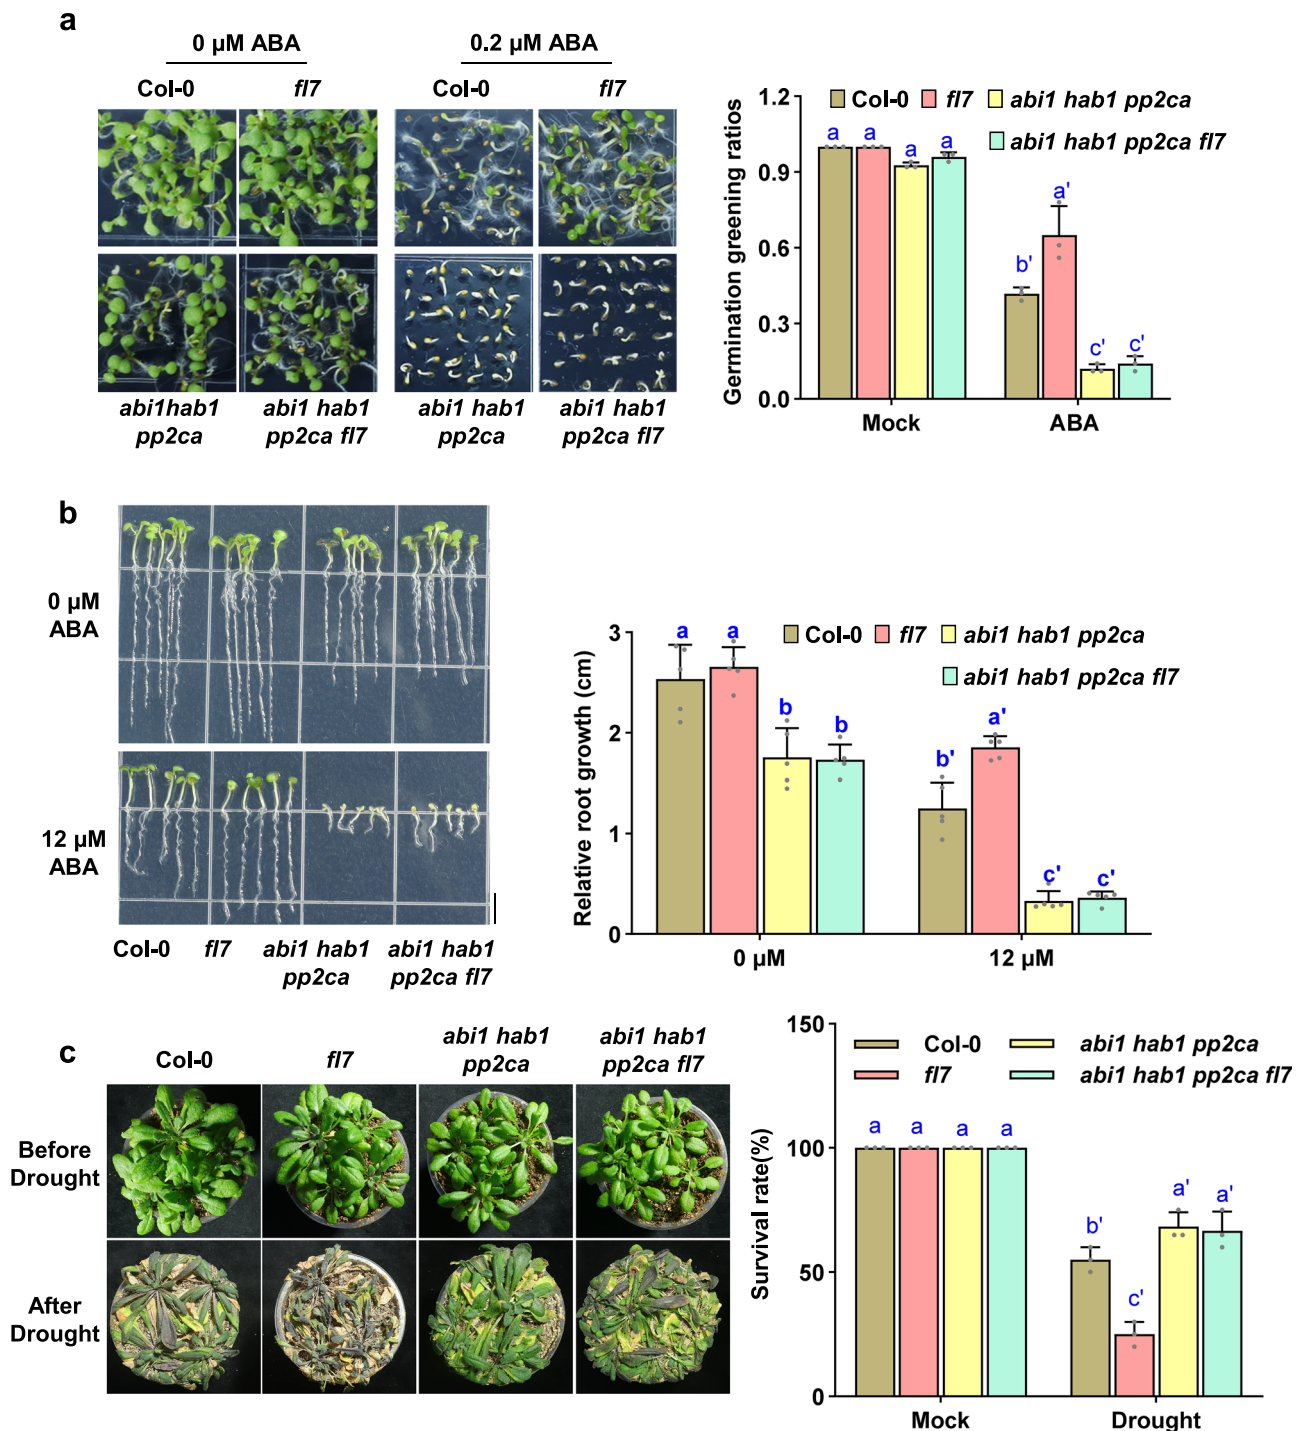 a
0 µM ABA
0.2 µM ABA
Col-0
fl7
Col-0
fl7
abi1hab1
pp2ca
abi1 hab1
pp2ca fl7
abi1 hab1
pp2ca
abi1 hab1
pp2ca fl7
Germination greening ratios
1.2
0.9
0.6
0.3
0.0
Col-0
fl7
abi1 hab1 pp2ca
abi1 hab1 pp2ca fl7
a
a
a
a
b'
a'
c'
c'
Mock
ABA
b
0 µM
ABA
12 µM
ABA
Col-0
fl7
abi1 hab1
pp2ca
abi1 hab1
pp2ca fl7
Relative root growth (cm)
3
2
1
0
Col-0
fl7
abi1 hab1 pp2ca
abi1 hab1 pp2ca fl7
a
a
b
b
b'
a'
c'
c'
0 µM
12 µM
c
Col-0
fl7
abi1 hab1
pp2ca
abi1 hab1
pp2ca fl7
Before
Drought
After
Drought
Survival rate(%)
150
100
50
0
Col-0
abi1 hab1 pp2ca
fl7
abi1 hab1 pp2ca fl7
a
a
a
a
b'
c'
a'
a'
Mock
Drought